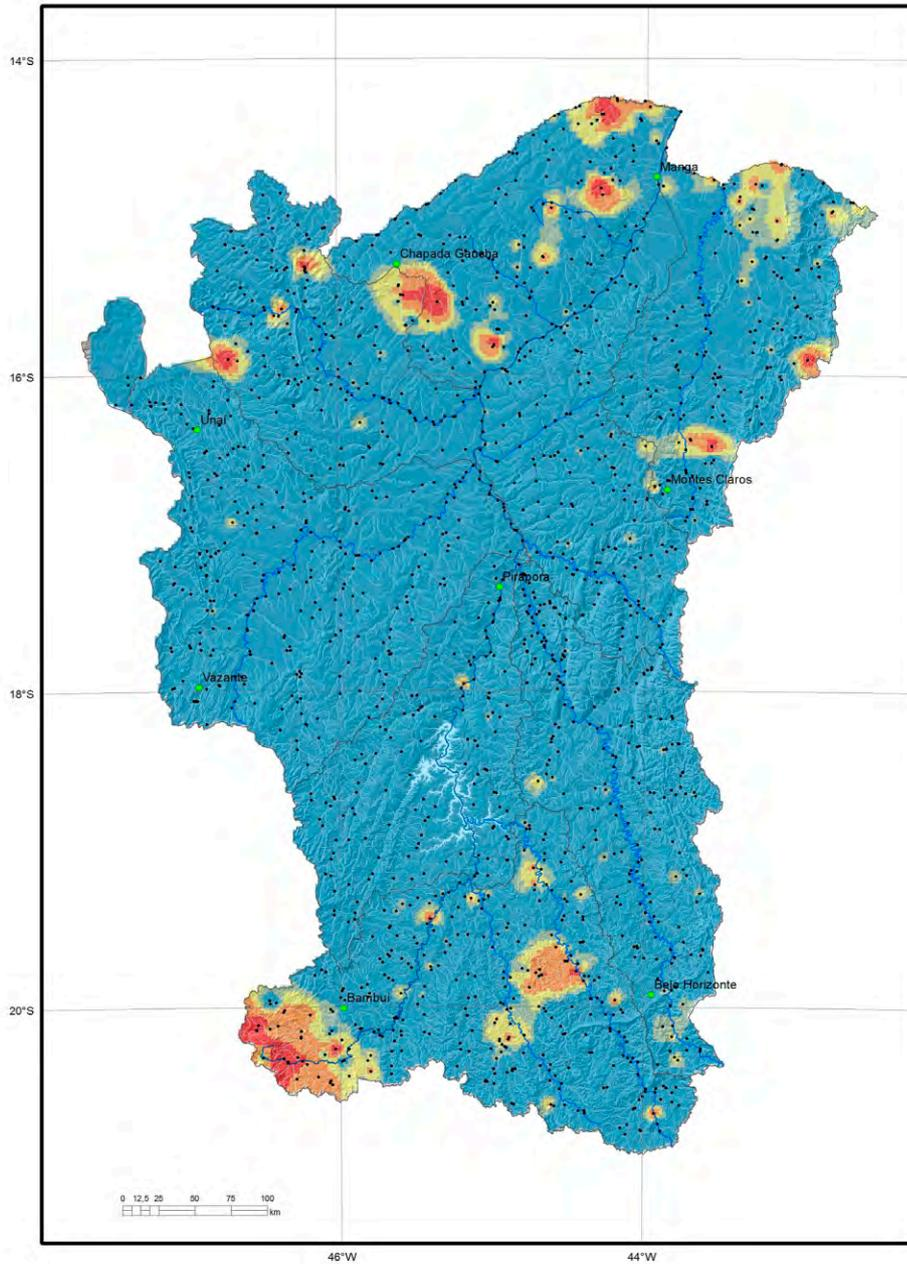 14°S
Manga
Chapada Gaúcha
16°S
Unaí
Montes Claros
Pirapora
Vazante
18°S
Belo Horizonte
Bambuí
20°S
0 12,5 25 50 75 100
km
46°W 44°W